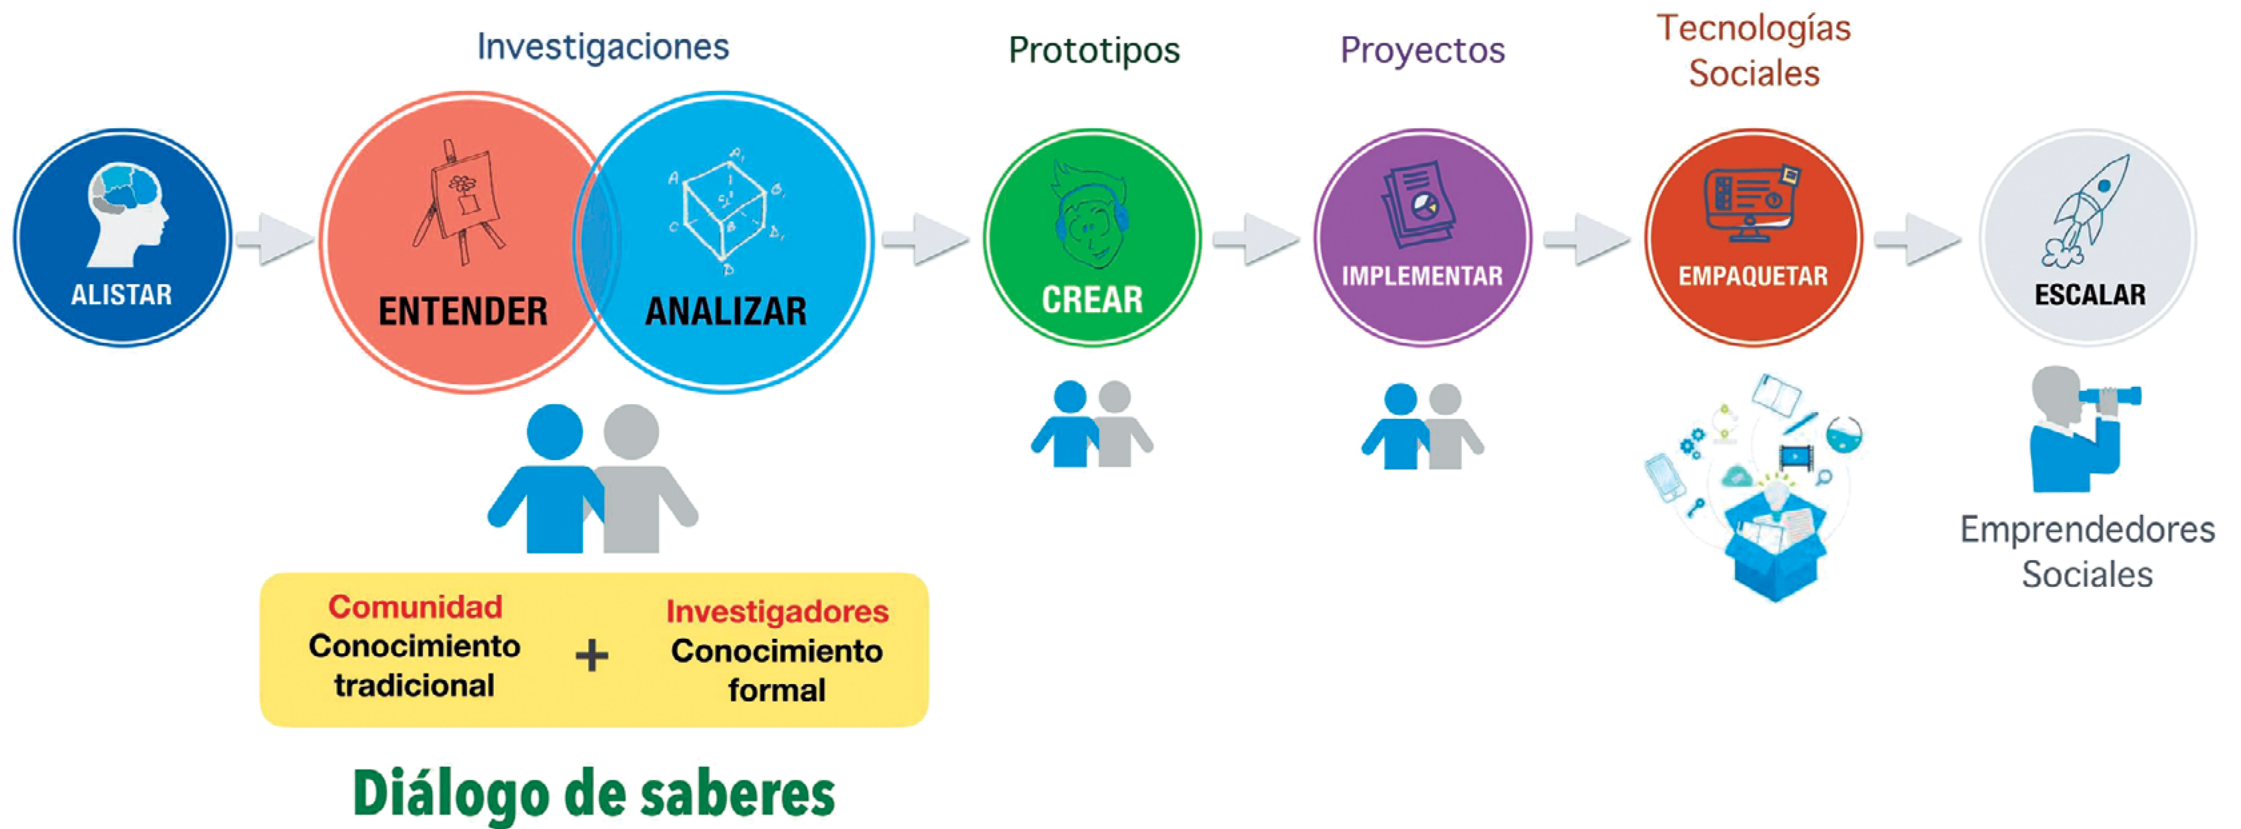 Investigaciones
Prototipos
Proyectos
Tecnologías
Sociales
ALISTAR
ENTENDER
ANALIZAR
CREAR
IMPLEMENTAR
EMPAQUETAR
ESCALAR
Emprendedores
Sociales
Comunidad
Conocimiento
tradicional
+
Investigadores
Conocimiento
formal
Diálogo de saberes